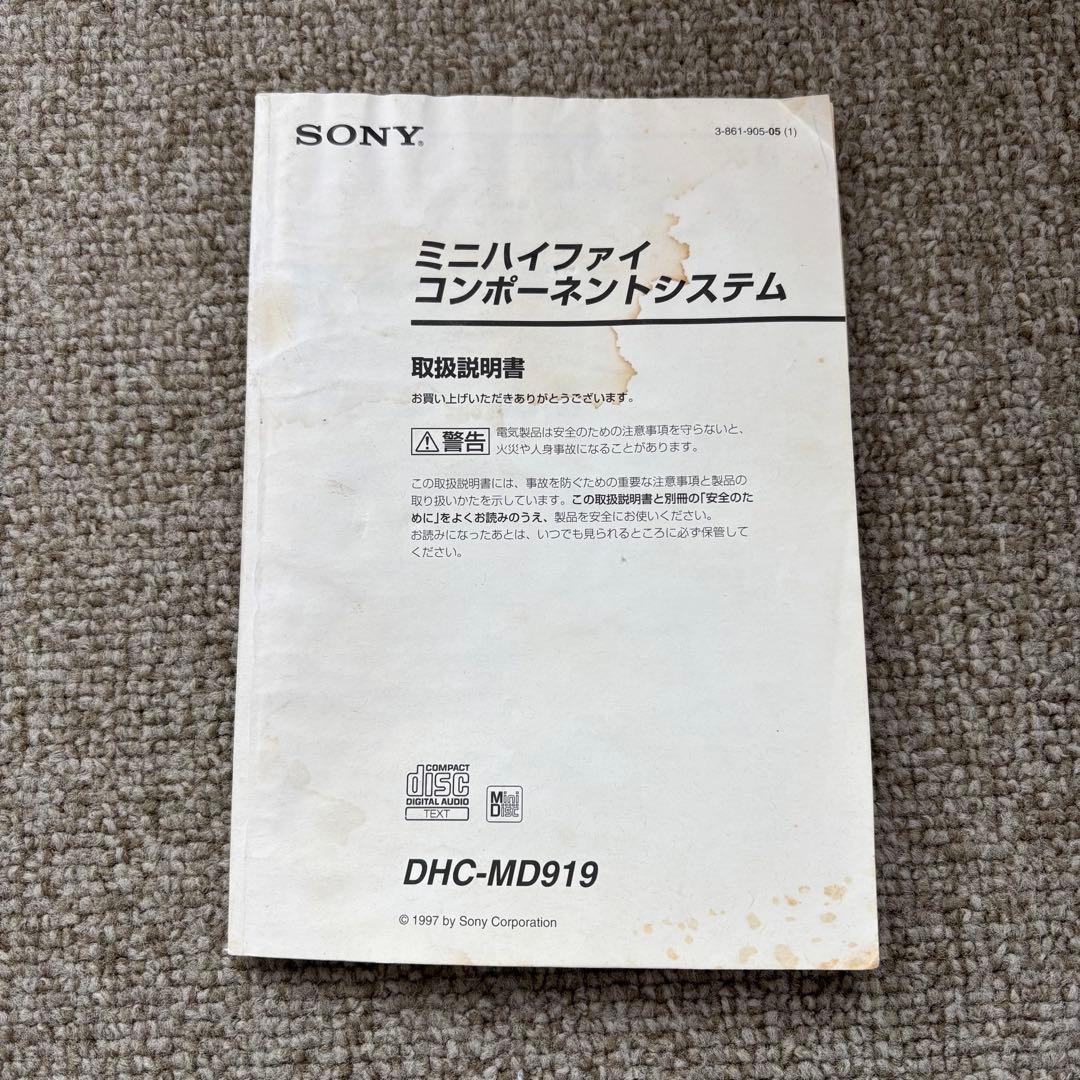 SONY®
3-861-905-05 (1)
ミニハイファイ
コンポーネントシステム
取扱説明書
お買い上げいただきありがとうございます。
警告
電気製品は安全のための注意事項を守らないと、
火災や人身事故になることがあります。
この取扱説明書には、事故を防ぐための重要な注意事項と製品の
取り扱いかたを示しています。この取扱説明書と別冊の「安全のた
めに」をよくお読みのうえ、製品を安全にお使いください。
お読みになったあとは、いつでも見られるところに必ず保管して
ください。
COMPACT
disc
DIGITAL AUDIO
TEXT
Mini
Disc
DHC-MD919
© 1997 by Sony Corporation